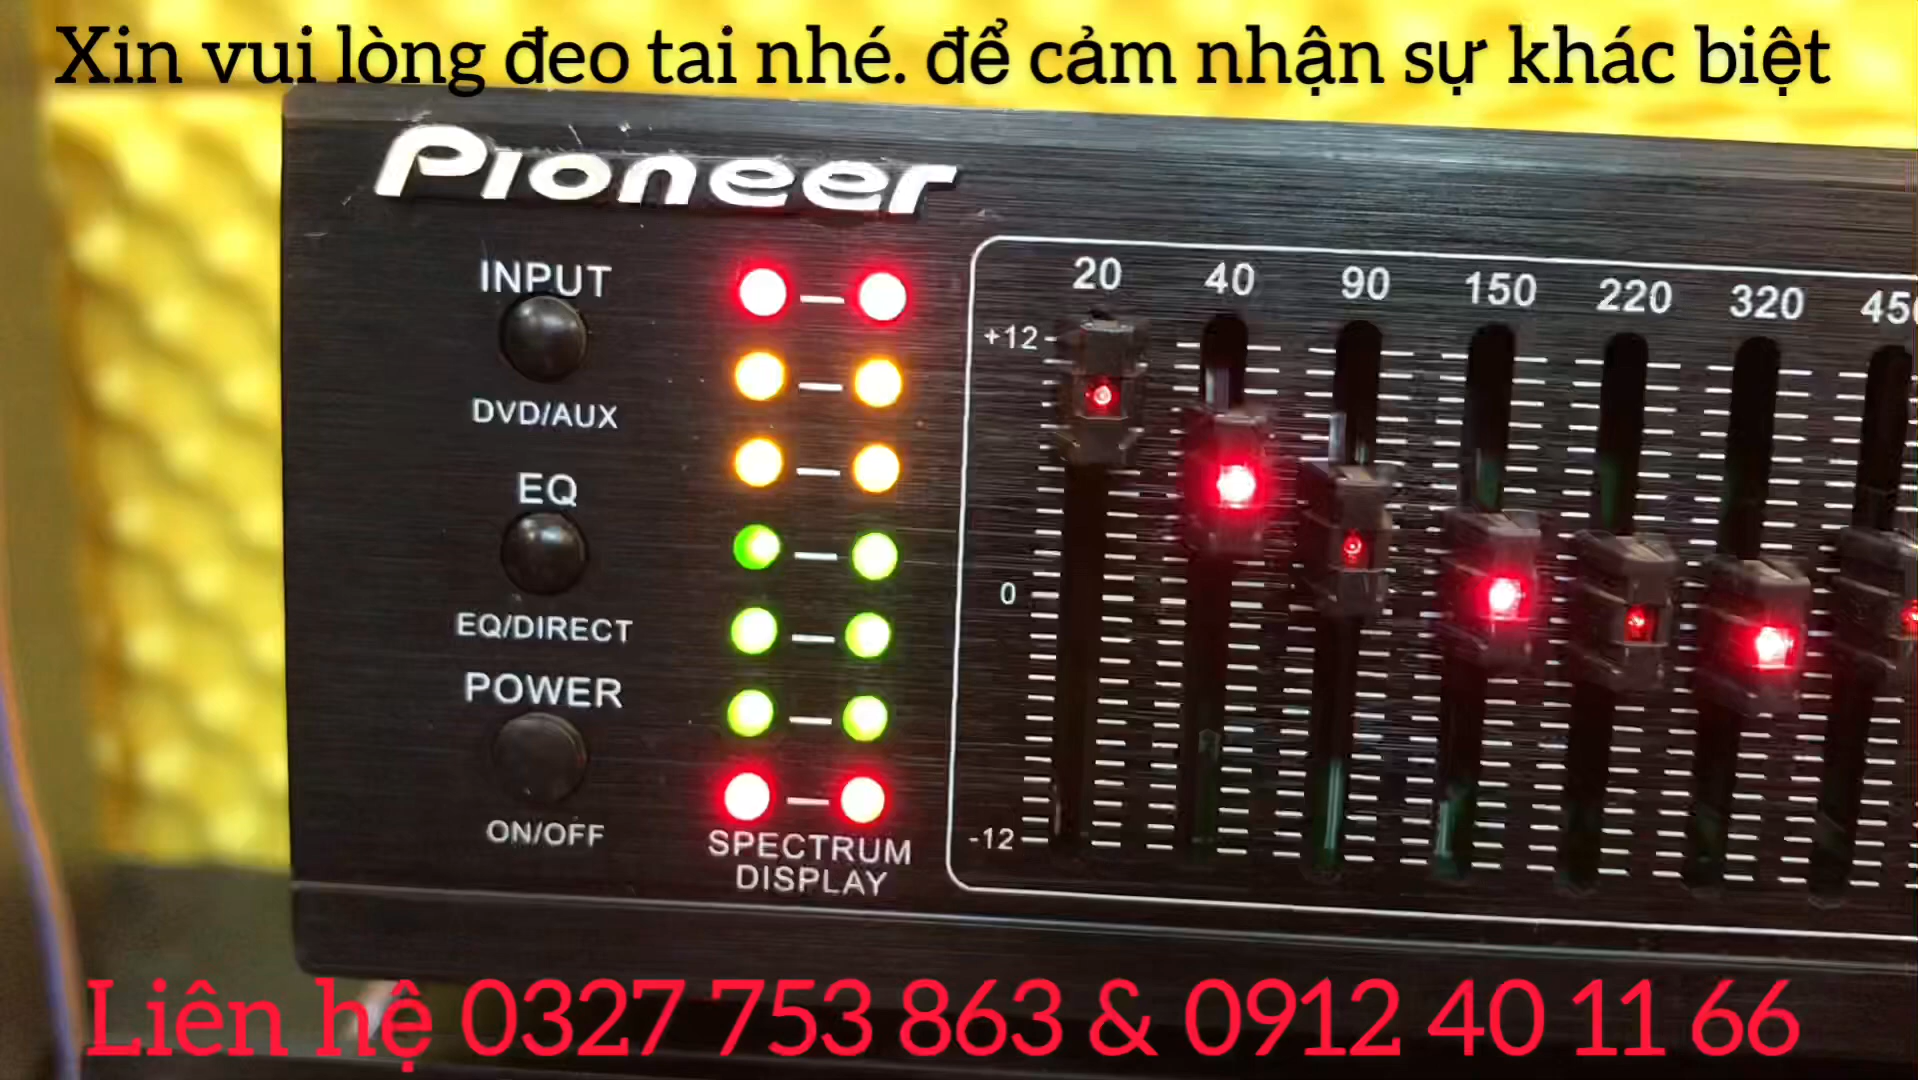 Xin vui lòng đeo tai nhé. để cảm nhận sự khác biệt
Pioneer
INPUT
DVD/AUX
EQ
EQ/DIRECT
POWER
ON/OFF
SPECTRUM
DISPLAY
20 40 90 150 220 320 450
+12
0
-12
Liên hệ 0327 753 863 & 0912 40 11 66